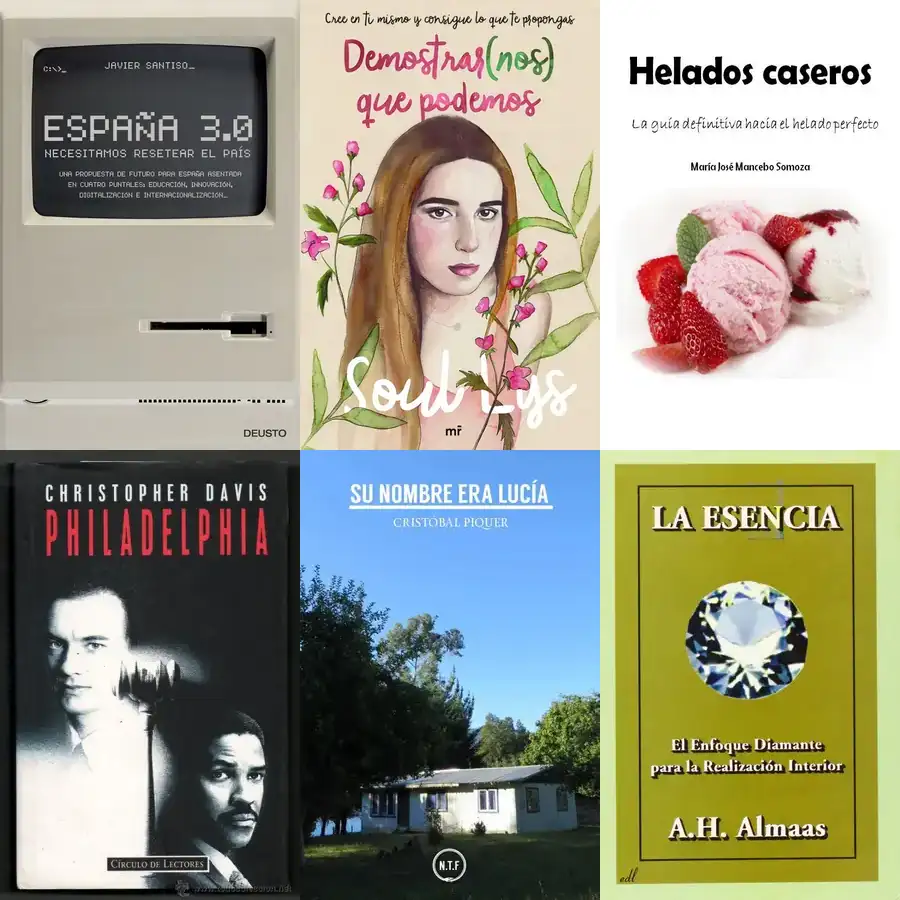 C:\>_
JAVIER SANTISO_
ESPAÑA 3.0
NECESITAMOS RESETEAR EL PAÍS
UNA PROPUESTA DE FUTURO PARA ESPAÑA ASENTADA
EN CUATRO PUNTALES: EDUCACIÓN, INNOVACIÓN,
DIGITALIZACIÓN E INTERNACIONALIZACIÓN_
DEUSTO
Cree en ti mismo y consigue lo que te propongas
Demostrar(nos)
que podemos
Soul Lys
mr
Helados caseros
La guía definitiva hacia el helado perfecto
María José Mancebo Somoza
CHRISTOPHER DAVIS
PHILADELPHIA
CÍRCULO DE LECTORES
SU NOMBRE ERA LUCÍA
CRISTÓBAL PIQUER
N.T.F
LA ESENCIA
El Enfoque Diamante
para la Realización Interior
A.H. Almaas
edl